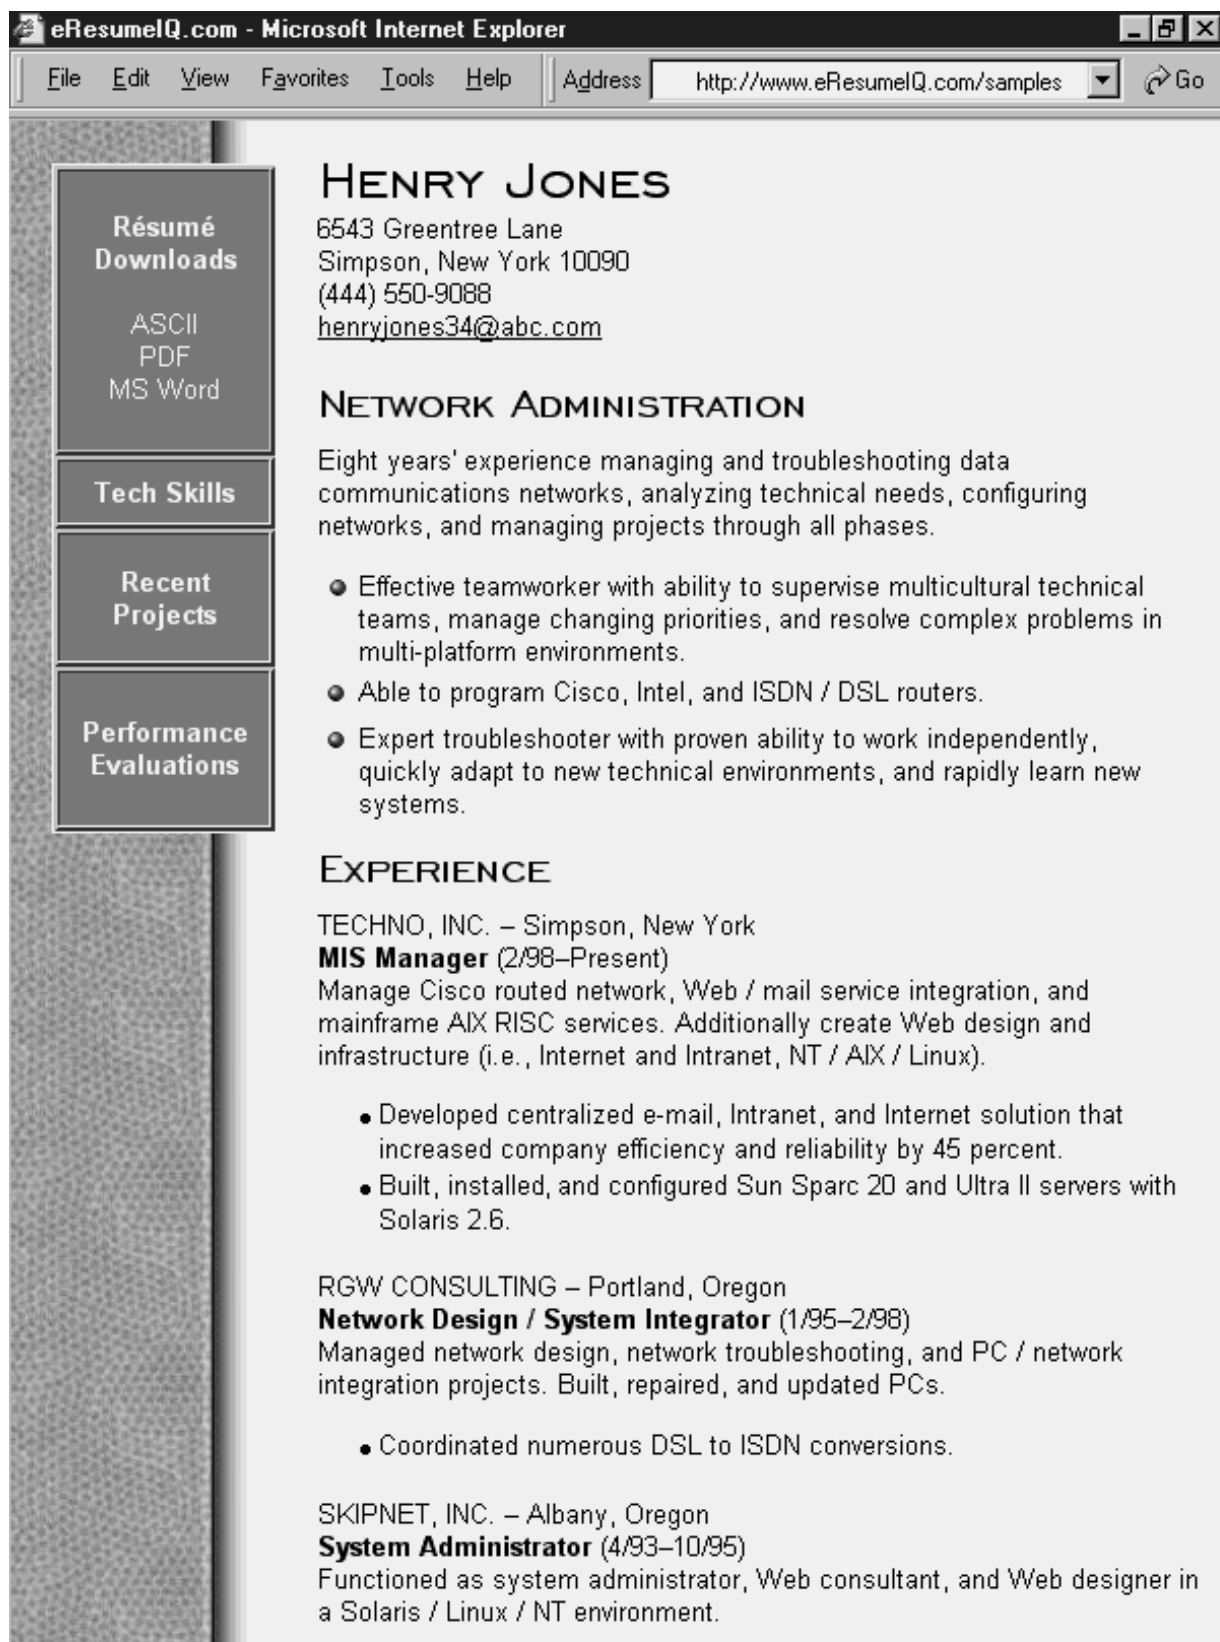 eResumeIQ.com - Microsoft Internet Explorer
File Edit View Favorites Tools Help Address http://www.eResumeIQ.com/samples Go
Résumé
Downloads
ASCII
PDF
MS Word
Tech Skills
Recent
Projects
Performance
Evaluations
HENRY JONES
6543 Greentree Lane
Simpson, New York 10090
(444) 550-9088
henryjones34@abc.com
NETWORK ADMINISTRATION
Eight years' experience managing and troubleshooting data
communications networks, analyzing technical needs, configuring
networks, and managing projects through all phases.
Effective teamworker with ability to supervise multicultural technical
teams, manage changing priorities, and resolve complex problems in
multi-platform environments.
Able to program Cisco, Intel, and ISDN / DSL routers.
Expert troubleshooter with proven ability to work independently,
quickly adapt to new technical environments, and rapidly learn new
systems.
EXPERIENCE
TECHNO, INC. – Simpson, New York
MIS Manager (2/98–Present)
Manage Cisco routed network, Web / mail service integration, and
mainframe AIX RISC services. Additionally create Web design and
infrastructure (i.e., Internet and Intranet, NT / AIX / Linux).
• Developed centralized e-mail, Intranet, and Internet solution that
increased company efficiency and reliability by 45 percent.
• Built, installed, and configured Sun Sparc 20 and Ultra II servers with
Solaris 2.6.
RGW CONSULTING – Portland, Oregon
Network Design / System Integrator (1/95–2/98)
Managed network design, network troubleshooting, and PC / network
integration projects. Built, repaired, and updated PCs.
• Coordinated numerous DSL to ISDN conversions.
SKIPNET, INC. – Albany, Oregon
System Administrator (4/93–10/95)
Functioned as system administrator, Web consultant, and Web designer in
a Solaris / Linux / NT environment.